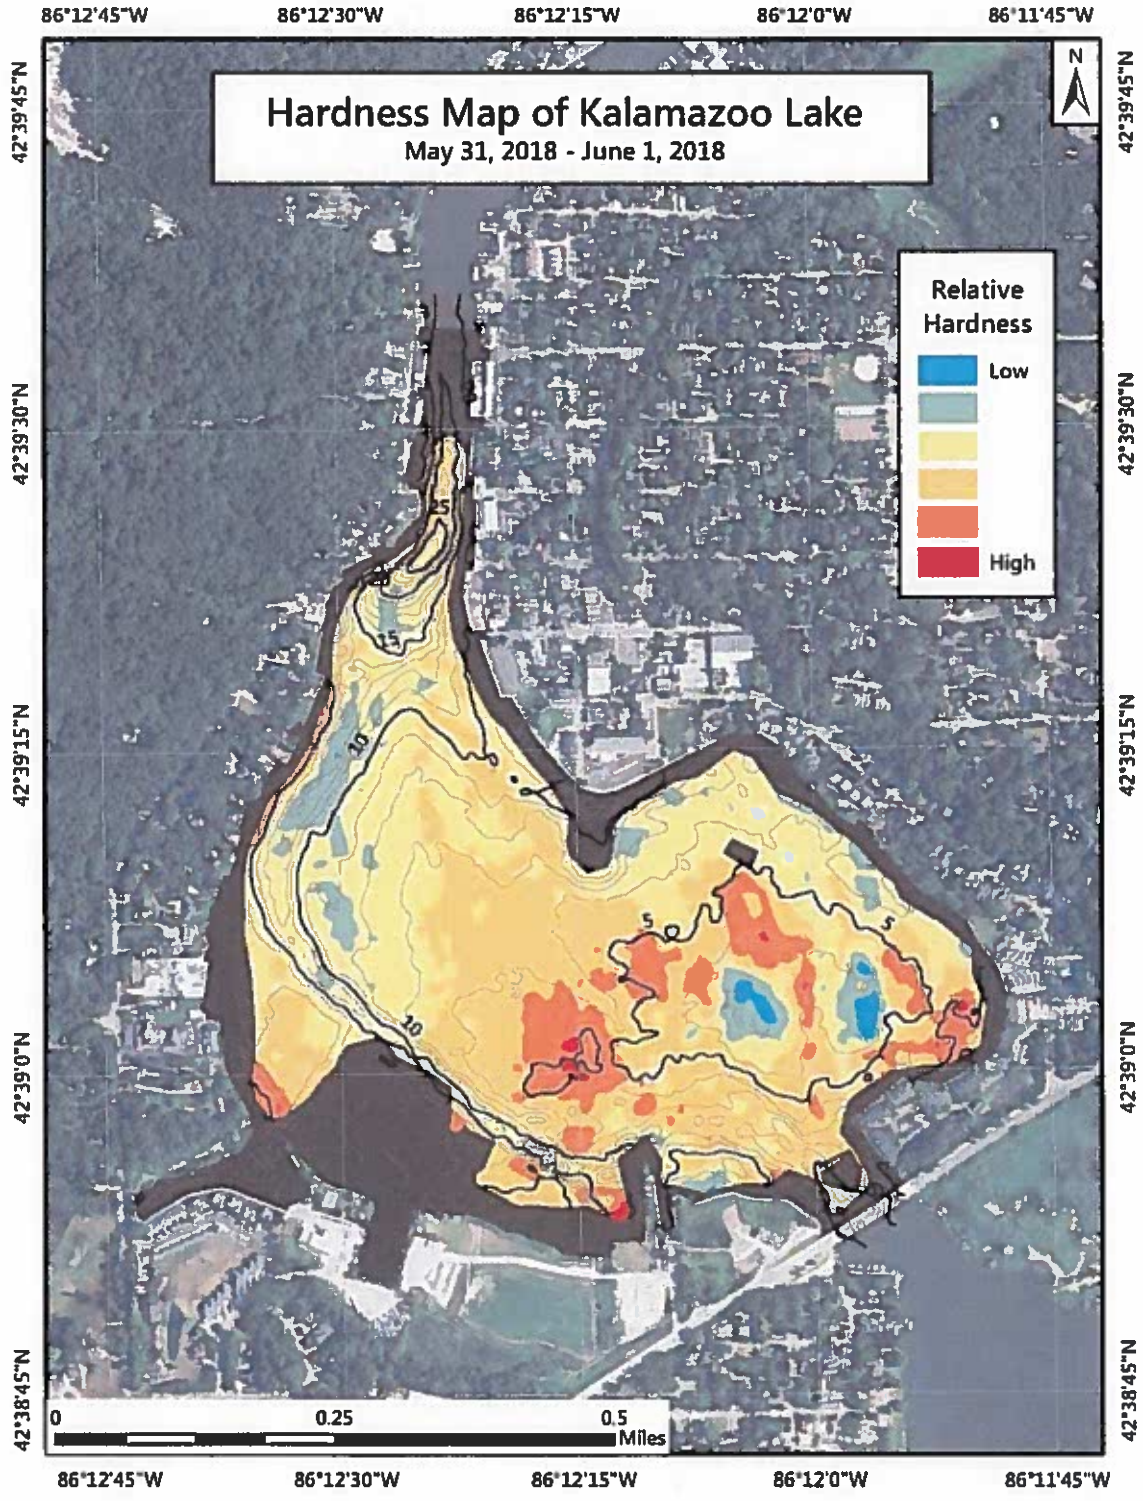 86°12'45"W 86°12'30"W 86°12'15"W 86°12'0"W 86°11'45"W
N
Hardness Map of Kalamazoo Lake
May 31, 2018 - June 1, 2018
42°39'45"N
42°39'45"N
Relative
Hardness
Low
High
42°39'30"N
42°39'30"N
25
15
42°39'15"N
42°39'15"N
10
5
5
10
42°39'0"N
42°39'0"N
42°38'45"N
42°38'45"N
0 0.25 0.5
Miles
86°12'45"W 86°12'30"W 86°12'15"W 86°12'0"W 86°11'45"W